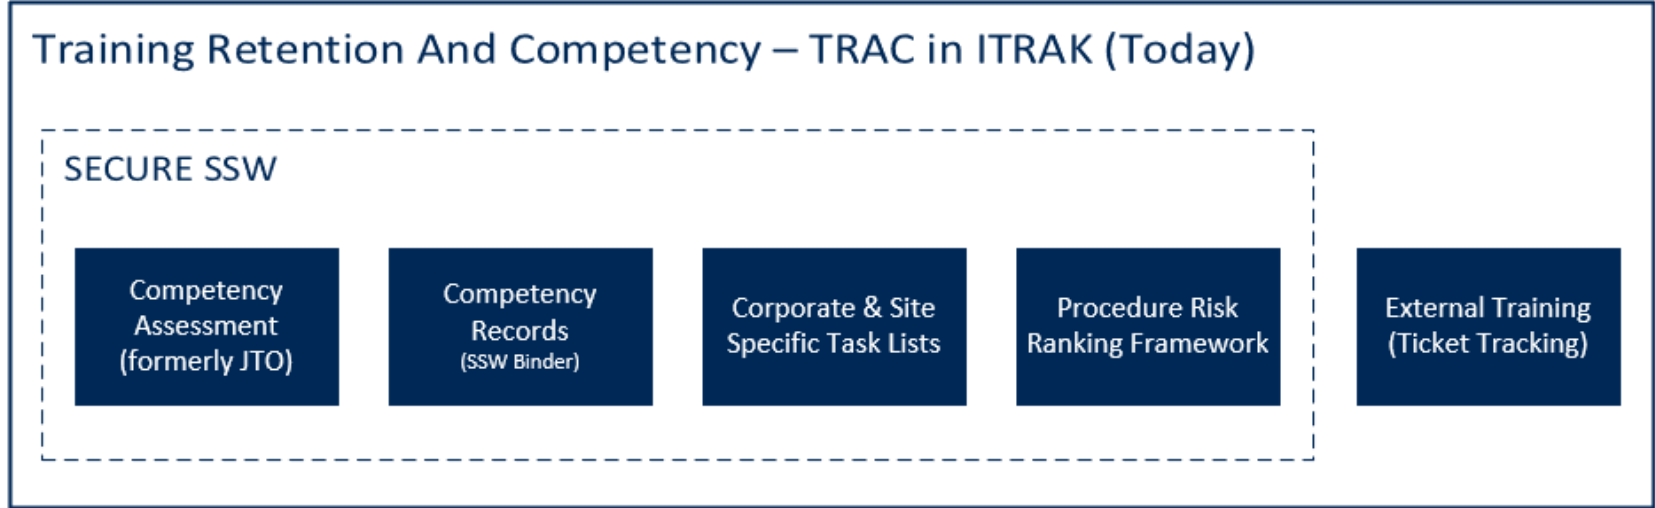 Training Retention And Competency – TRAC in ITRAK (Today)
SECURE SSW
Competency
Assessment
(formerly JTO)
Competency
Records
(SSW Binder)
Corporate & Site
Specific Task Lists
Procedure Risk
Ranking Framework
External Training
(Ticket Tracking)